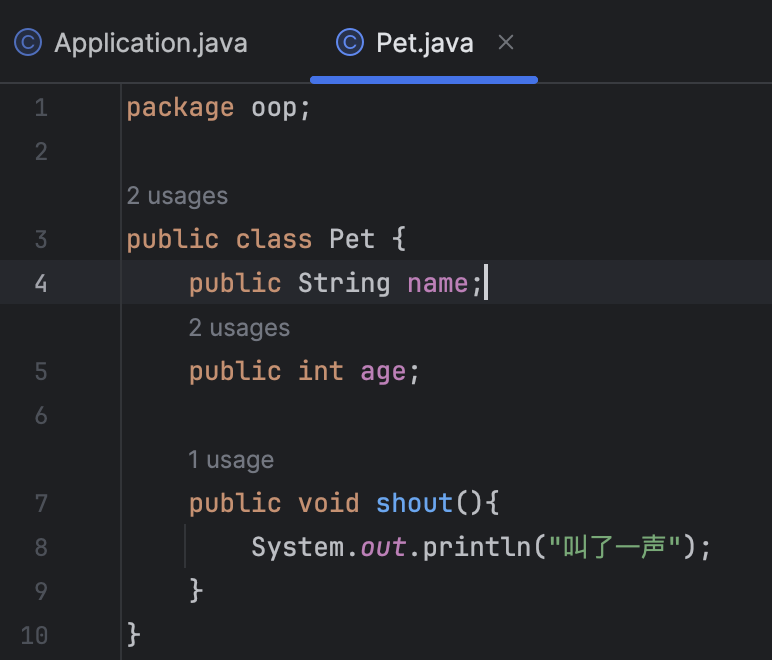 Application.java Pet.java
1 package oop;
2
2 usages
3 public class Pet {
4 public String name;
2 usages
5 public int age;
6
1 usage
7 public void shout(){
8 System.out.println("叫了一声");
9 }
10 }